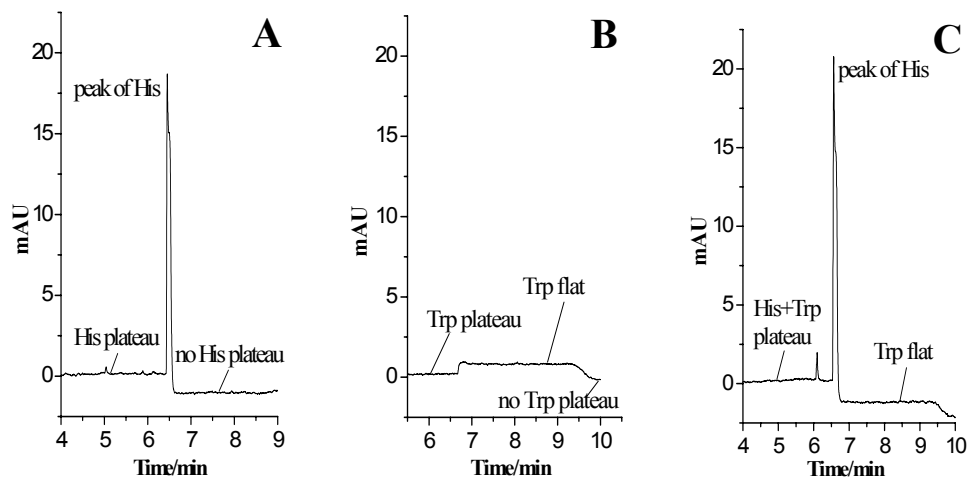 A
20
15
10
5
0
mAU
peak of His
His plateau
no His plateau
4 5 6 7 8 9
Time/min
B
20
15
10
5
0
mAU
Trp plateau
Trp flat
no Trp plateau
6 7 8 9 10
Time/min
C
20
15
10
5
0
mAU
peak of His
His+Trp
plateau
Trp flat
4 5 6 7 8 9 10
Time/min